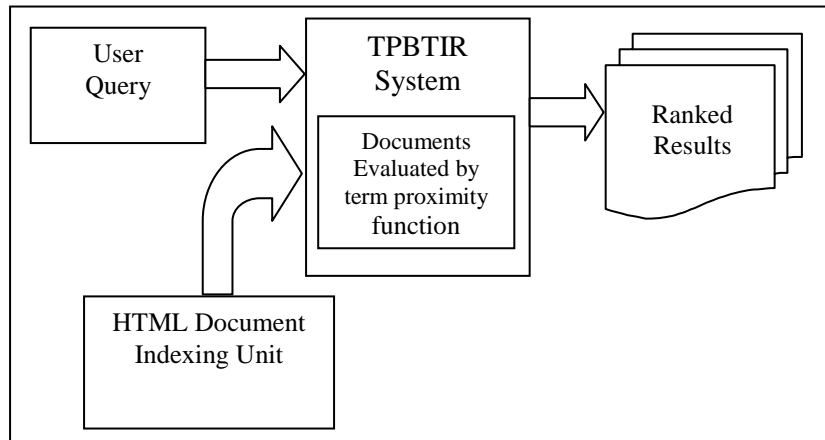 User
Query
TPBTIR
System
Documents
Evaluated by
term proximity
function
Ranked
Results
HTML Document
Indexing Unit